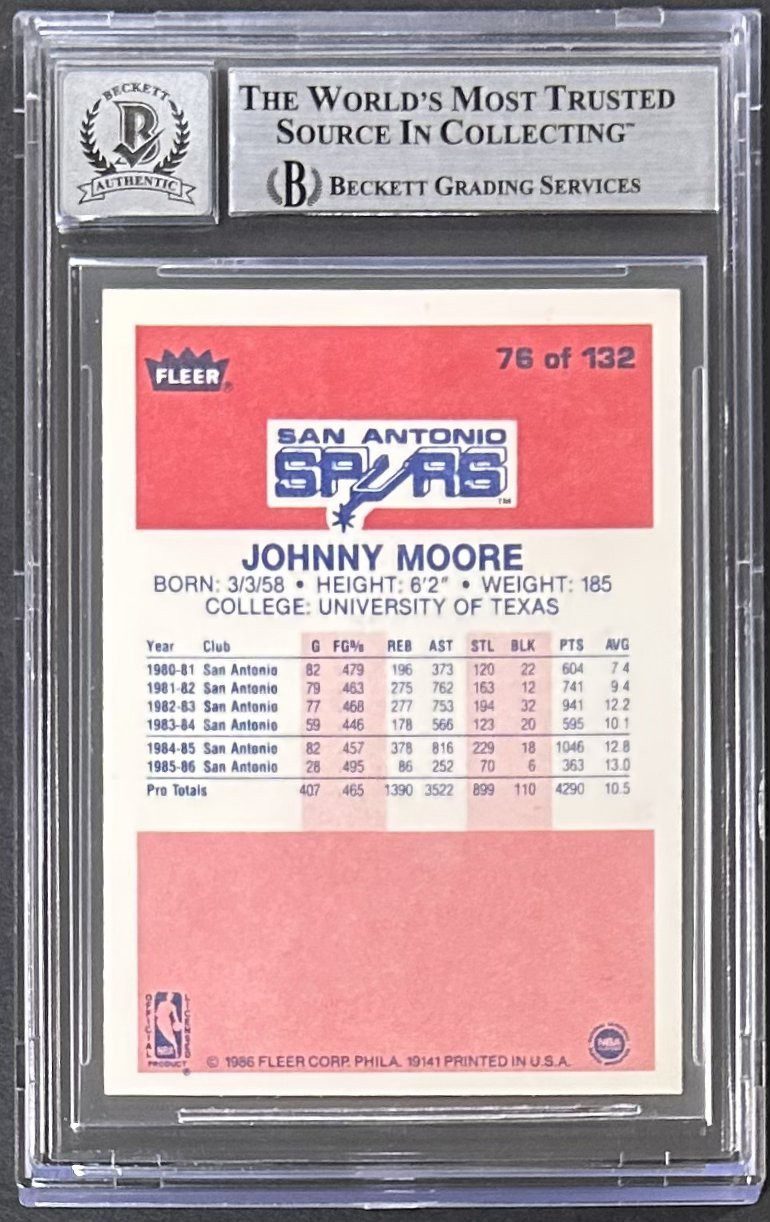 BECKETT
B
AUTHENTIC
THE WORLD'S MOST TRUSTED
SOURCE IN COLLECTING™
B BECKETT GRADING SERVICES
FLEER®
76 of 132
SAN ANTONIO
SPURS
TM
JOHNNY MOORE
BORN: 3/3/58 • HEIGHT: 6'2" • WEIGHT: 185
COLLEGE: UNIVERSITY OF TEXAS
Year Club G FG% REB AST STL BLK PTS AVG
1980-81 San Antonio 82 .479 196 373 120 22 604 7.4
1981-82 San Antonio 79 .463 275 762 163 12 741 9.4
1982-83 San Antonio 77 .468 277 753 194 32 941 12.2
1983-84 San Antonio 59 .446 178 566 123 20 595 10.1
1984-85 San Antonio 82 .457 378 816 229 18 1046 12.8
1985-86 San Antonio 28 .495 86 252 70 6 363 13.0
Pro Totals 407 .465 1390 3522 899 110 4290 10.5
OFFICIAL
LICENSED
NBA
PRODUCT
®
© 1986 FLEER CORP. PHILA. 19141 PRINTED IN U.S.A.
NBA